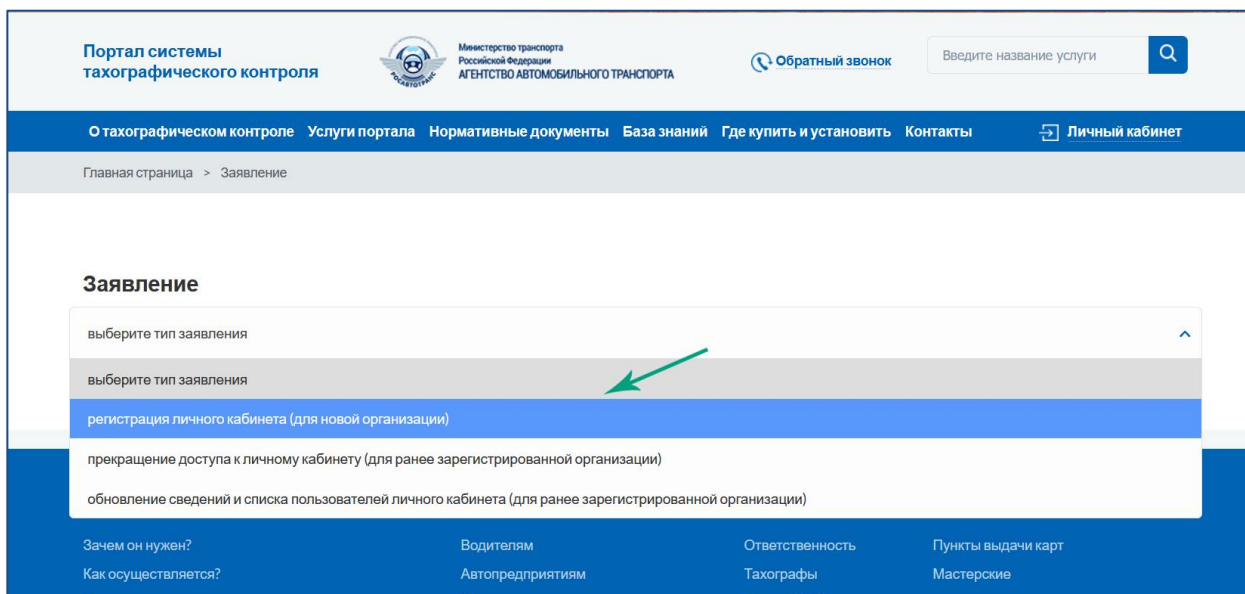 Портал системы
тахографического контроля
РОСАВТОТРАНС
Министерство транспорта
Российской Федерации
АГЕНТСТВО АВТОМОБИЛЬНОГО ТРАНСПОРТА
Обратный звонок
Введите название услуги
О тахографическом контроле Услуги портала Нормативные документы База знаний Где купить и установить Контакты Личный кабинет
Главная страница > Заявление
Заявление
выберите тип заявления
выберите тип заявления
регистрация личного кабинета (для новой организации)
прекращение доступа к личному кабинету (для ранее зарегистрированной организации)
обновление сведений и списка пользователей личного кабинета (для ранее зарегистрированной организации)
Зачем он нужен? Водителям Ответственность Пункты выдачи карт
Как осуществляется? Автопредприятиям Тахографы Мастерские